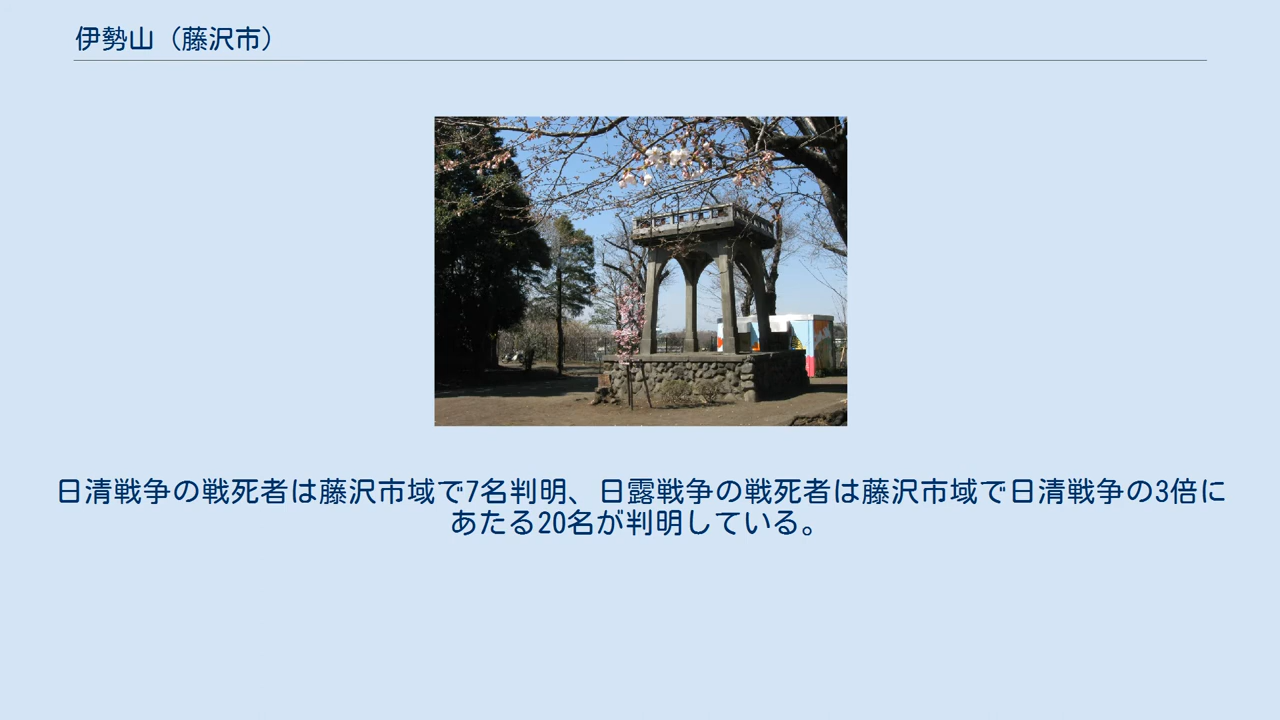 伊勢山（藤沢市）
日清戦争の戦死者は藤沢市域で7名判明、日露戦争の戦死者は藤沢市域で日清戦争の3倍に
あたる20名が判明している。